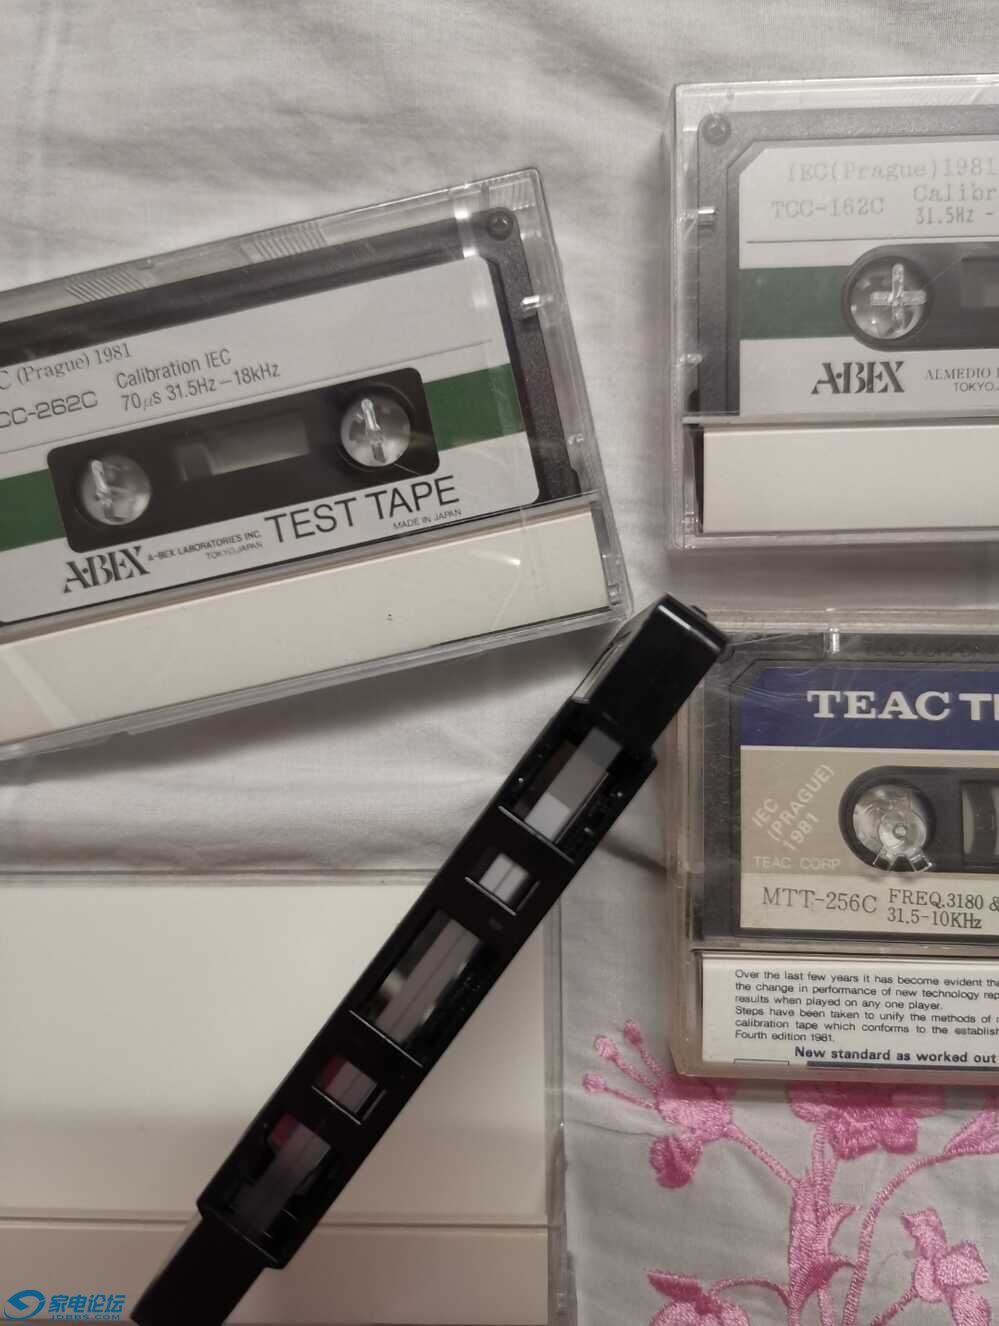 C (Prague) 1981
CC-262C
Calibration IEC
70μs 31.5Hz－18kHz
A·BEX A-BEX LABORATORIES INC.
TOKYO, JAPAN
TEST TAPE
MADE IN JAPAN
IEC(Prague)1981
TCC-162C Calibr
31.5Hz -
A·BEX ALMEDIO
TOKYO,
TEAC
IEC
(PRAGUE)
1981
TEAC CORP
MTT-256C FREQ.3180 &
31.5-10KHz
Over the last few years it has become evident
the change in performance of new technology
results when played on any one player.
Steps have been taken to unify the methods of
calibration tape which conforms to the
Fourth edition 1981.
New standard as worked out
家电论坛
JDBBS.COM